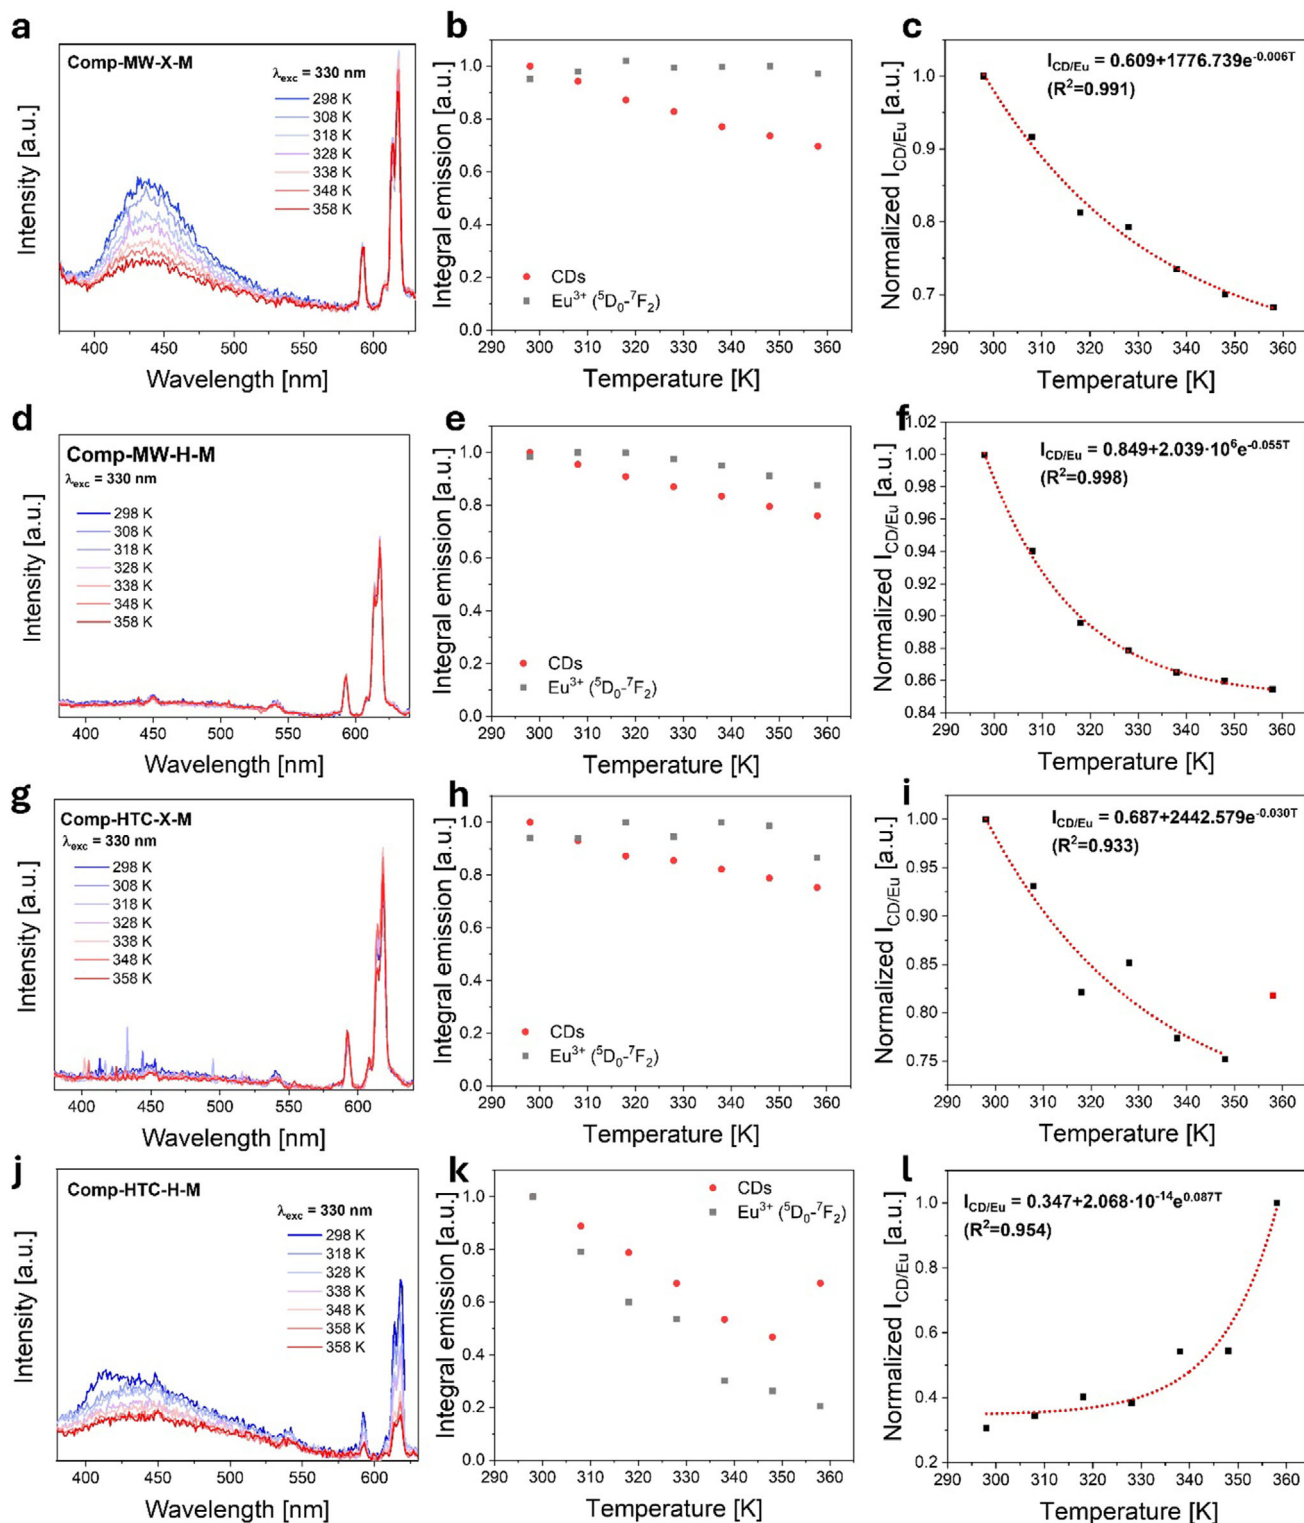 a
Comp-MW-X-M
λexc = 330 nm
298 K
308 K
318 K
328 K
338 K
348 K
358 K
Intensity [a.u.]
400 450 500 550 600
Wavelength [nm]
b
1.0
0.8
0.6
0.4
0.2
0.0
Integral emission [a.u.]
CDs
Eu³⁺ (⁵D₀-⁷F₂)
290 300 310 320 330 340 350 360
Temperature [K]
c
I_CD/Eu = 0.609+1776.739e^-0.006T
(R²=0.991)
1.0
0.9
0.8
0.7
Normalized I_CD/Eu [a.u.]
290 300 310 320 330 340 350 360
Temperature [K]
d
Comp-MW-H-M
λexc = 330 nm
298 K
308 K
318 K
328 K
338 K
348 K
358 K
Intensity [a.u.]
400 450 500 550 600
Wavelength [nm]
e
1.0
0.8
0.6
0.4
0.2
0.0
Integral emission [a.u.]
CDs
Eu³⁺ (⁵D₀-⁷F₂)
290 300 310 320 330 340 350 360
Temperature [K]
f
I_CD/Eu = 0.849+2.039·10⁶e^-0.055T
(R²=0.998)
1.02
1.00
0.98
0.96
0.94
0.92
0.90
0.88
0.86
0.84
Normalized I_CD/Eu [a.u.]
290 300 310 320 330 340 350 360
Temperature [K]
g
Comp-HTC-X-M
λexc = 330 nm
298 K
308 K
318 K
328 K
338 K
348 K
358 K
Intensity [a.u.]
400 450 500 550 600
Wavelength [nm]
h
1.0
0.8
0.6
0.4
0.2
0.0
Integral emission [a.u.]
CDs
Eu³⁺ (⁵D₀-⁷F₂)
290 300 310 320 330 340 350 360
Temperature [K]
i
I_CD/Eu = 0.687+2442.579e^-0.030T
(R²=0.933)
1.00
0.95
0.90
0.85
0.80
0.75
Normalized I_CD/Eu [a.u.]
290 300 310 320 330 340 350 360
Temperature [K]
j
Comp-HTC-H-M
λexc = 330 nm
298 K
318 K
328 K
338 K
348 K
358 K
358 K
Intensity [a.u.]
400 450 500 550 600
Wavelength [nm]
k
1.0
0.8
0.6
0.4
0.2
0.0
Integral emission [a.u.]
CDs
Eu³⁺ (⁵D₀-⁷F₂)
290 300 310 320 330 340 350 360
Temperature [K]
l
I_CD/Eu = 0.347+2.068·10⁻¹⁴e^0.087T
(R²=0.954)
1.0
0.8
0.6
0.4
0.2
Normalized I_CD/Eu [a.u.]
290 300 310 320 330 340 350 360
Temperature [K]